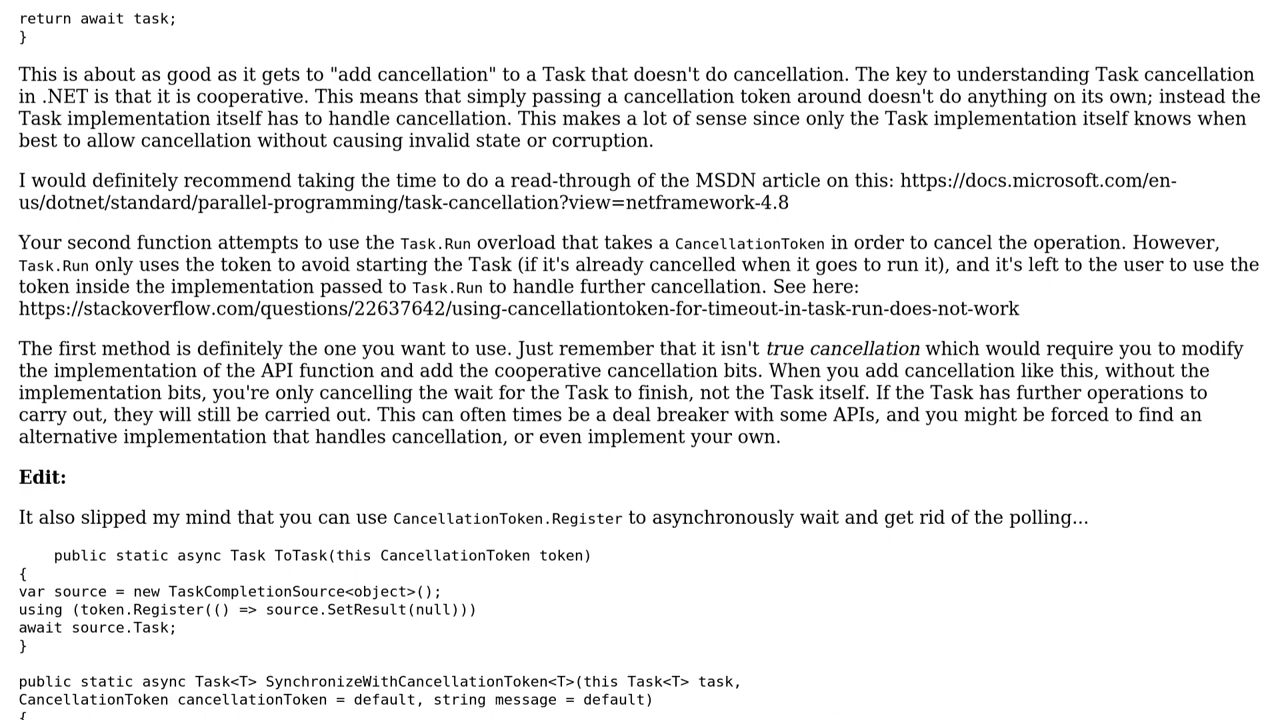 return await task;
}
This is about as good as it gets to "add cancellation" to a Task that doesn't do cancellation. The key to understanding Task cancellation
in .NET is that it is cooperative. This means that simply passing a cancellation token around doesn't do anything on its own; instead the
Task implementation itself has to handle cancellation. This makes a lot of sense since only the Task implementation itself knows when
best to allow cancellation without causing invalid state or corruption.
I would definitely recommend taking the time to do a read-through of the MSDN article on this: https://docs.microsoft.com/en-
us/dotnet/standard/parallel-programming/task-cancellation?view=netframework-4.8
Your second function attempts to use the Task.Run overload that takes a CancellationToken in order to cancel the operation. However,
Task.Run only uses the token to avoid starting the Task (if it's already cancelled when it goes to run it), and it's left to the user to use the
token inside the implementation passed to Task.Run to handle further cancellation. See here:
https://stackoverflow.com/questions/22637642/using-cancellationtoken-for-timeout-in-task-run-does-not-work
The first method is definitely the one you want to use. Just remember that it isn't true cancellation which would require you to modify
the implementation of the API function and add the cooperative cancellation bits. When you add cancellation like this, without the
implementation bits, you're only cancelling the wait for the Task to finish, not the Task itself. If the Task has further operations to
carry out, they will still be carried out. This can often times be a deal breaker with some APIs, and you might be forced to find an
alternative implementation that handles cancellation, or even implement your own.
Edit:
It also slipped my mind that you can use CancellationToken.Register to asynchronously wait and get rid of the polling...
public static async Task ToTask(this CancellationToken token)
{
var source = new TaskCompletionSource<object>();
using (token.Register(() => source.SetResult(null)))
await source.Task;
}
public static async Task<T> SynchronizeWithCancellationToken<T>(this Task<T> task,
CancellationToken cancellationToken = default, string message = default)
{